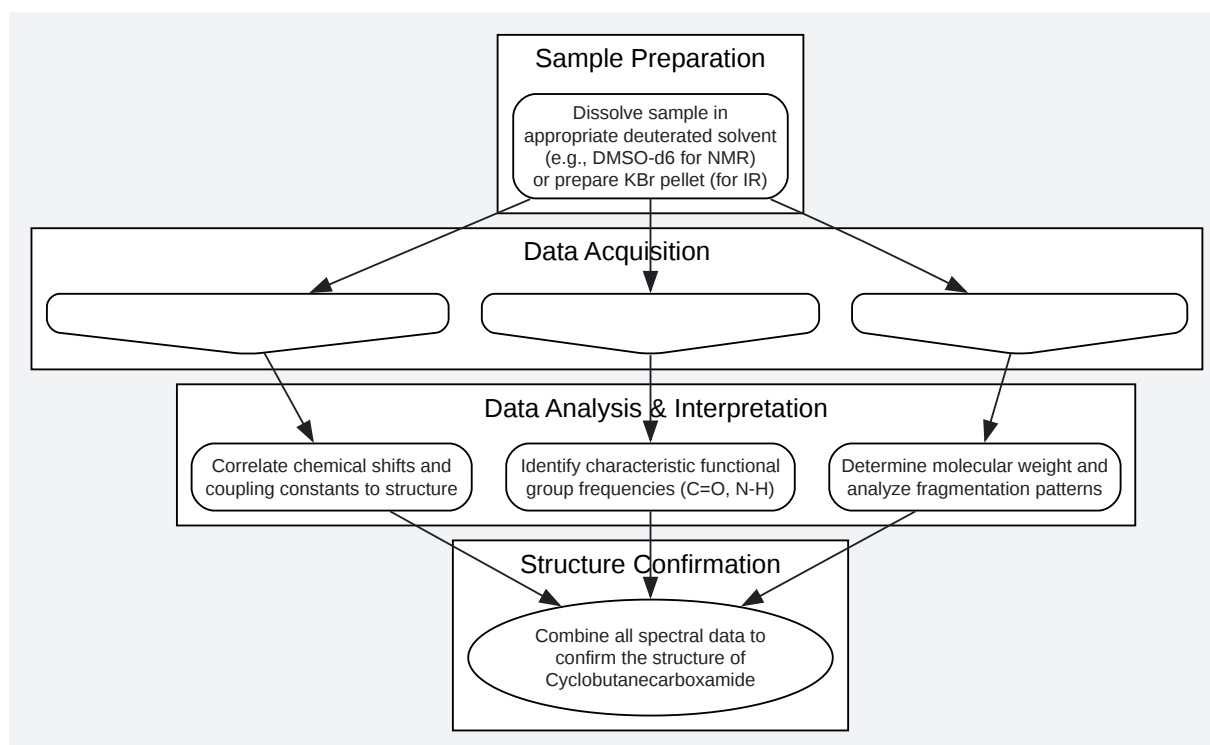 Sample Preparation
Dissolve sample in
appropriate deuterated solvent
(e.g., DMSO-d6 for NMR)
or prepare KBr pellet (for IR)
Data Acquisition
Data Analysis & Interpretation
Correlate chemical shifts and
coupling constants to structure
Identify characteristic functional
group frequencies (C=O, N-H)
Determine molecular weight and
analyze fragmentation patterns
Structure Confirmation
Combine all spectral data to
confirm the structure of
Cyclobutanecarboxamide